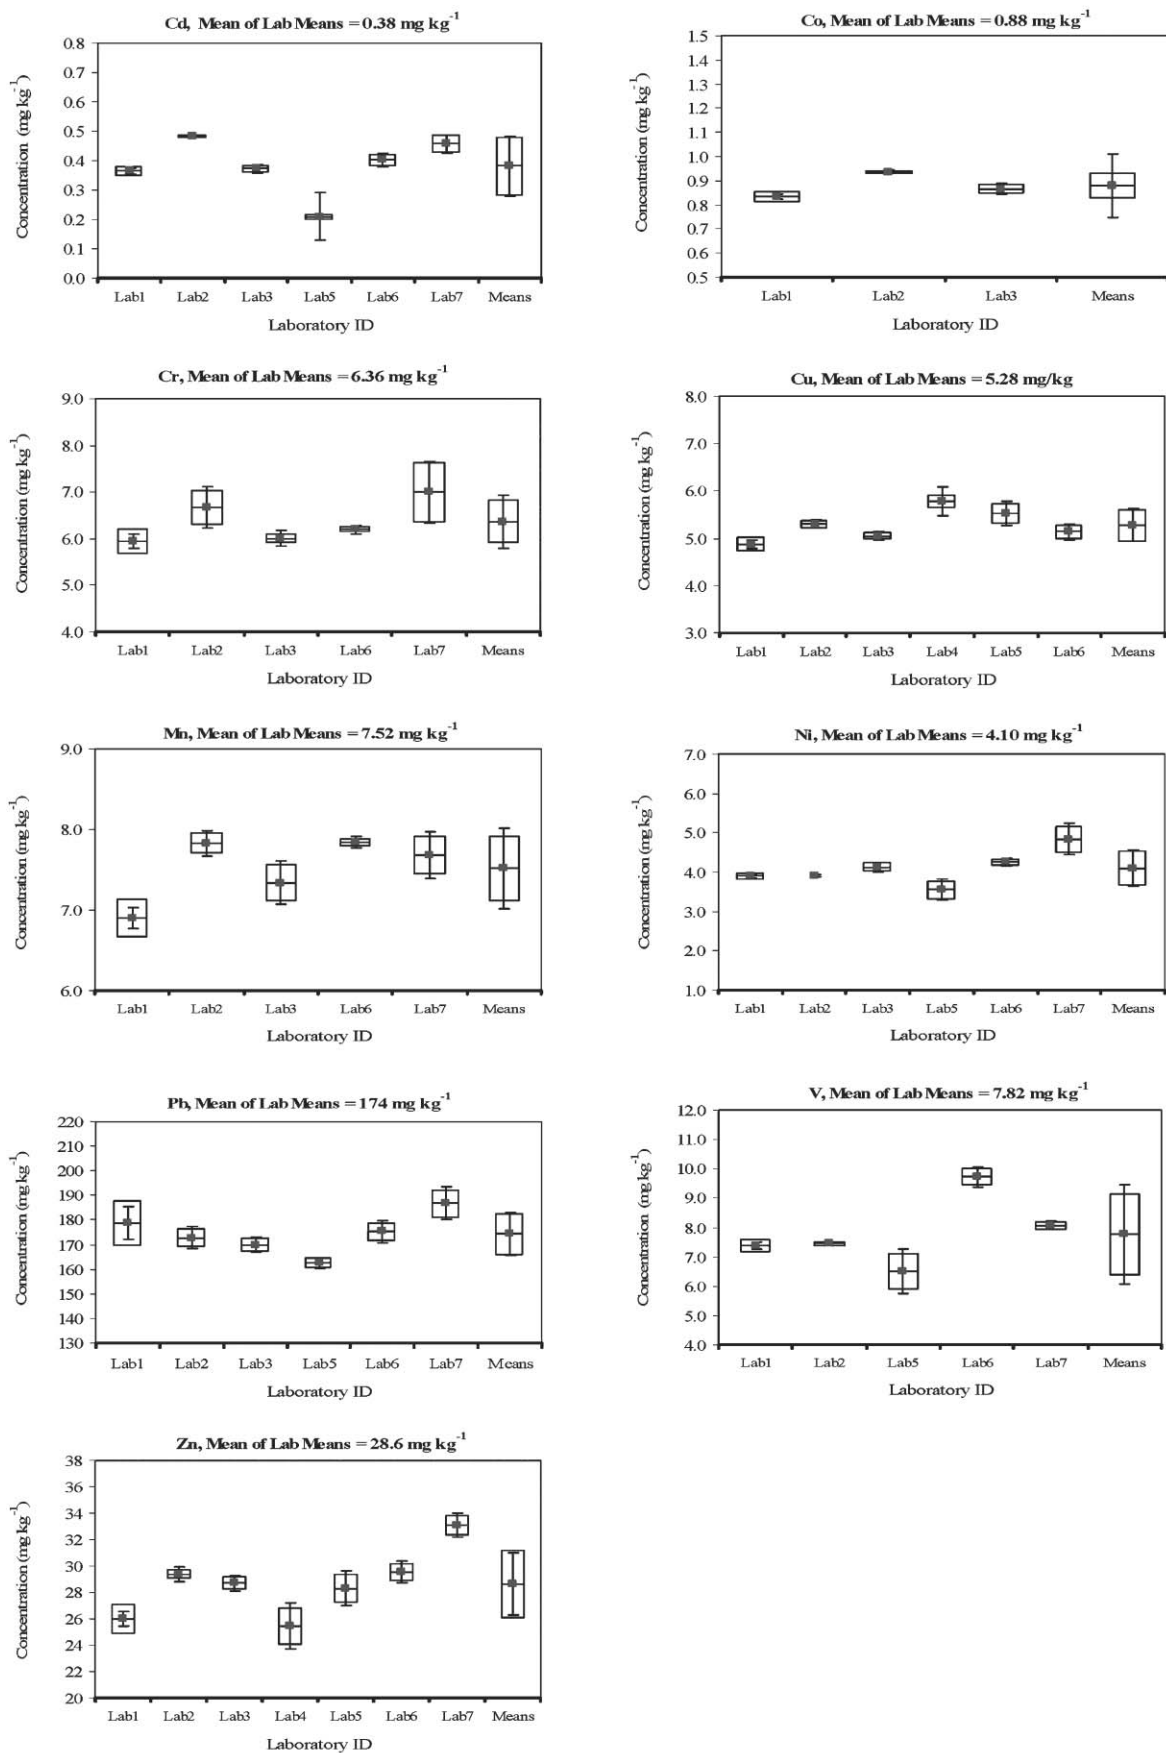 Cd, Mean of Lab Means = 0.38 mg kg-1
Concentration (mg kg-1)
0.8
0.7
0.6
0.5
0.4
0.3
0.2
0.1
0.0
Lab1 Lab2 Lab3 Lab5 Lab6 Lab7 Means
Laboratory ID
Co, Mean of Lab Means = 0.88 mg kg-1
Concentration (mg kg-1)
1.5
1.4
1.3
1.2
1.1
1.0
0.9
0.8
0.7
0.6
0.5
Lab1 Lab2 Lab3 Means
Laboratory ID
Cr, Mean of Lab Means = 6.36 mg kg-1
Concentration (mg kg-1)
9.0
8.0
7.0
6.0
5.0
4.0
Lab1 Lab2 Lab3 Lab6 Lab7 Means
Laboratory ID
Cu, Mean of Lab Means = 5.28 mg/kg
Concentration (mg kg-1)
8.0
7.0
6.0
5.0
4.0
3.0
Lab1 Lab2 Lab3 Lab4 Lab5 Lab6 Means
Laboratory ID
Mn, Mean of Lab Means = 7.52 mg kg-1
Concentration (mg kg-1)
9.0
8.0
7.0
6.0
Lab1 Lab2 Lab3 Lab6 Lab7 Means
Laboratory ID
Ni, Mean of Lab Means = 4.10 mg kg-1
Concentration (mg kg-1)
7.0
6.0
5.0
4.0
3.0
2.0
1.0
Lab1 Lab2 Lab3 Lab5 Lab6 Lab7 Means
Laboratory ID
Pb, Mean of Lab Means = 174 mg kg-1
Concentration (mg kg-1)
220
210
200
190
180
170
160
150
140
130
Lab1 Lab2 Lab3 Lab5 Lab6 Lab7 Means
Laboratory ID
V, Mean of Lab Means = 7.82 mg kg-1
Concentration (mg kg-1)
12.0
11.0
10.0
9.0
8.0
7.0
6.0
5.0
4.0
Lab1 Lab2 Lab5 Lab6 Lab7 Means
Laboratory ID
Zn, Mean of Lab Means = 28.6 mg kg-1
Concentration (mg kg-1)
38
36
34
32
30
28
26
24
22
20
Lab1 Lab2 Lab3 Lab4 Lab5 Lab6 Lab7 Means
Laboratory ID